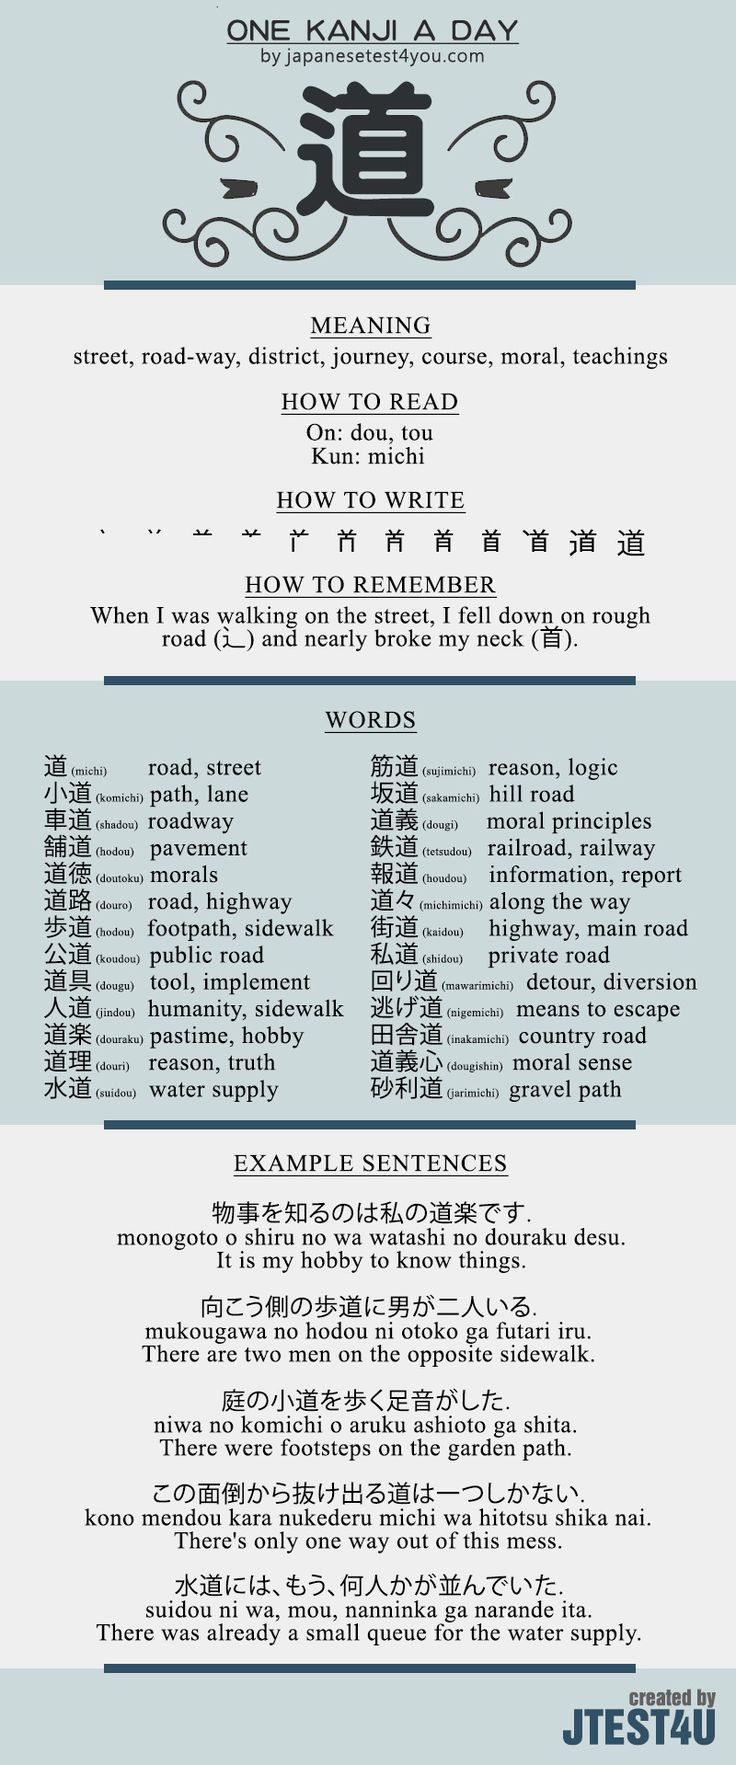 ONE KANJI A DAY
by japanesetest4you.com
道
MEANING
street, road-way, district, journey, course, moral, teachings
HOW TO READ
On: dou, tou
Kun: michi
HOW TO WRITE
道
HOW TO REMEMBER
When I was walking on the street, I fell down on rough
road (⻌) and nearly broke my neck (首).
WORDS
道 (michi) road, street
小道 (komichi) path, lane
車道 (shadou) roadway
舗道 (hodou) pavement
道徳 (doutoku) morals
道路 (douro) road, highway
歩道 (hodou) footpath, sidewalk
公道 (koudou) public road
道具 (dougu) tool, implement
人道 (jindou) humanity, sidewalk
道楽 (douraku) pastime, hobby
道理 (douri) reason, truth
水道 (suidou) water supply
筋道 (sujimichi) reason, logic
坂道 (sakamichi) hill road
道義 (dougi) moral principles
鉄道 (tetsudou) railroad, railway
報道 (houdou) information, report
道々 (michimichi) along the way
街道 (kaidou) highway, main road
私道 (shidou) private road
回り道 (mawarimichi) detour, diversion
逃げ道 (nigemichi) means to escape
田舎道 (inakamichi) country road
道義心 (dougishin) moral sense
砂利道 (jarimichi) gravel path
EXAMPLE SENTENCES
物事を知るのは私の道楽です.
monogoto o shiru no wa watashi no douraku desu.
It is my hobby to know things.
向こう側の歩道に男が二人いる.
mukougawa no hodou ni otoko ga futari iru.
There are two men on the opposite sidewalk.
庭の小道を歩く足音がした.
niwa no komichi o aruku ashioto ga shita.
There were footsteps on the garden path.
この面倒から抜け出る道は一つしかない.
kono mendou kara nukederu michi wa hitotsu shika nai.
There's only one way out of this mess.
水道には、もう、何人かが並んでいた.
suidou ni wa, mou, nanninka ga narande ita.
There was already a small queue for the water supply.
created by
JTEST4U